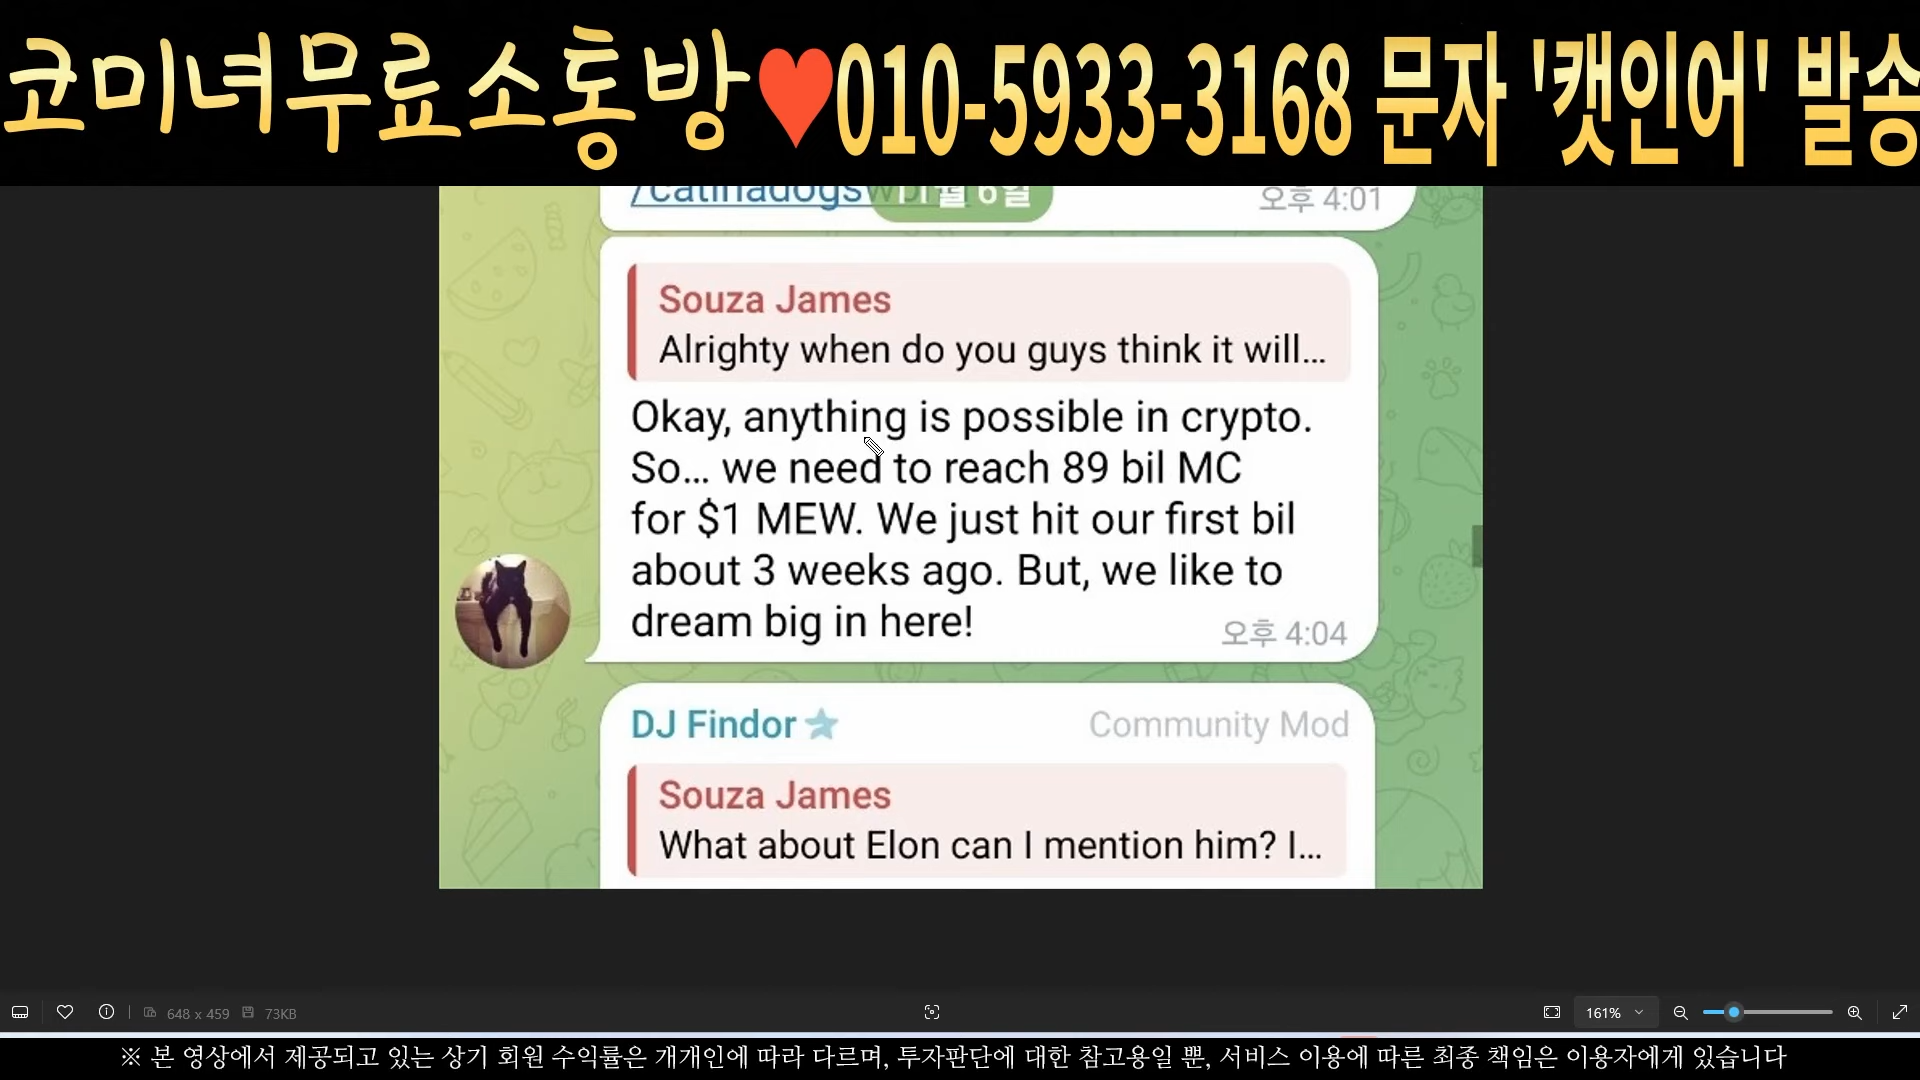 코미녀무료소통방♥010-5933-3168 문자 '캣인어' 발송
/catinadogsworld
11월 6일
오후 4:01
Souza James
Alrighty when do you guys think it will...
Okay, anything is possible in crypto.
So... we need to reach 89 bil MC
for $1 MEW. We just hit our first bil
about 3 weeks ago. But, we like to
dream big in here!
오후 4:04
DJ Findor
Community Mod
Souza James
What about Elon can I mention him? I...
648 x 459
73KB
161%
※ 본 영상에서 제공되고 있는 상기 회원 수익률은 개개인에 따라 다르며, 투자판단에 대한 참고용일 뿐, 서비스 이용에 따른 최종 책임은 이용자에게 있습니다